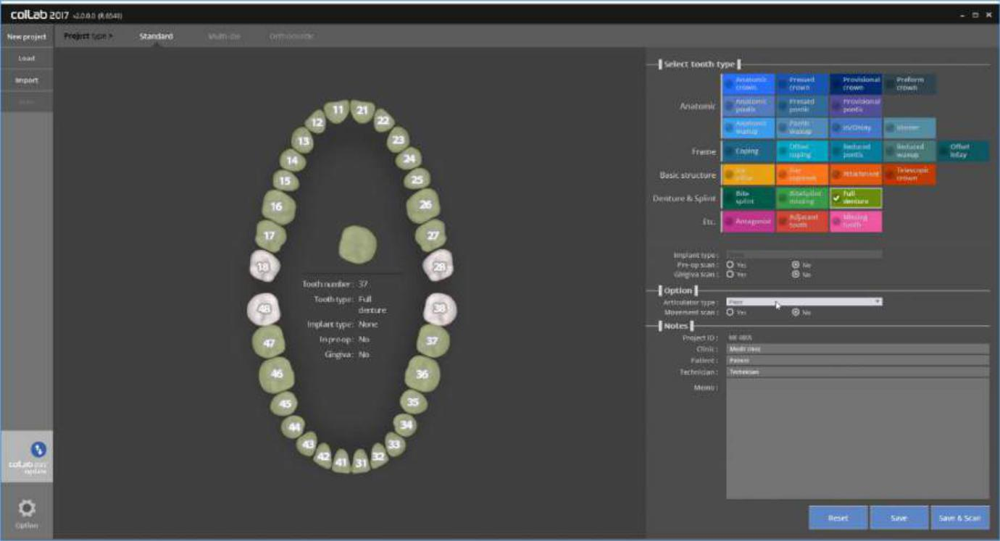 collab 2017 v2.0.0.0 (R.6540)
New project
Project type >
Standard
Multi-die
Orthodontic
Load
Import
Select tooth type
Anatomic
Anatomic crown
Pressed crown
Provisional crown
Preform crown
Anatomic pontic
Pressed pontic
Provisional pontic
Anatomic waxup
Pontic waxup
In/Onlay
Veneer
Frame
Coping
Offset coping
Reduced pontic
Reduced waxup
Offset inlay
Basic structure
Bar pillar
Bar segment
Attachment
Telescopic crown
Denture & Splint
Bite splint
BiteSplint missing
Full denture
Etc.
Antagonist
Adjacent tooth
Missing tooth
11 21
12 22
13 23
14 24
15 25
16 26
17 27
18 28
48 38
47 37
46 36
45 35
44 34
43 33
42 41 31 32
Tooth number : 37
Tooth type : Full
denture
Implant type : None
In pre-op : No
Gingiva : No
Implant type :
Pre-op scan : Yes No
Gingiva scan : Yes No
Option
Articulator type :
Movement scan : Yes No
Notes
Project ID :
Clinic : Medit clinic
Patient : Patient
Technician : Technician
Memo :
collab 2017
update
Option
Reset
Save
Save & Scan